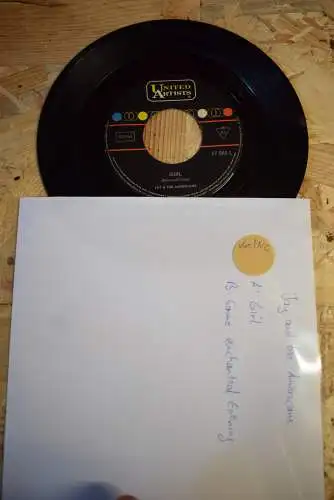 UNITED
ARTISTS
GIRL
JAY & THE AMERICANS
Jay and the Americans
A: Girl
B: Some enchanted Evening